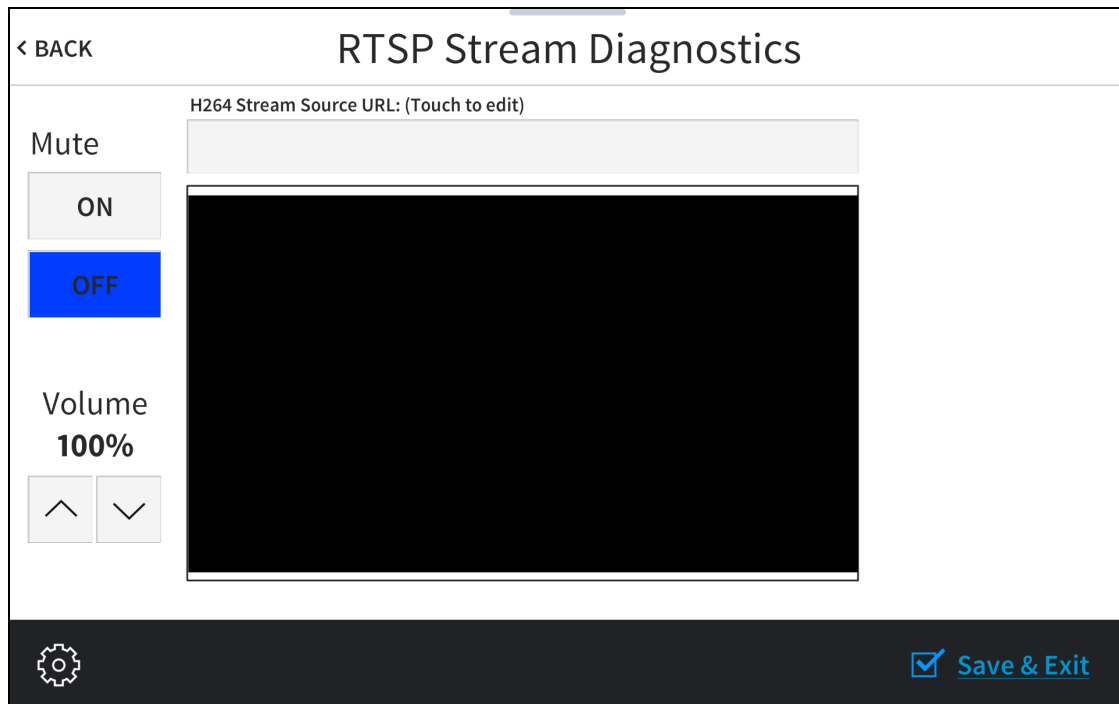 < BACK
RTSP Stream Diagnostics
H264 Stream Source URL: (Touch to edit)
Mute
ON
OFF
Volume
100%
Save & Exit